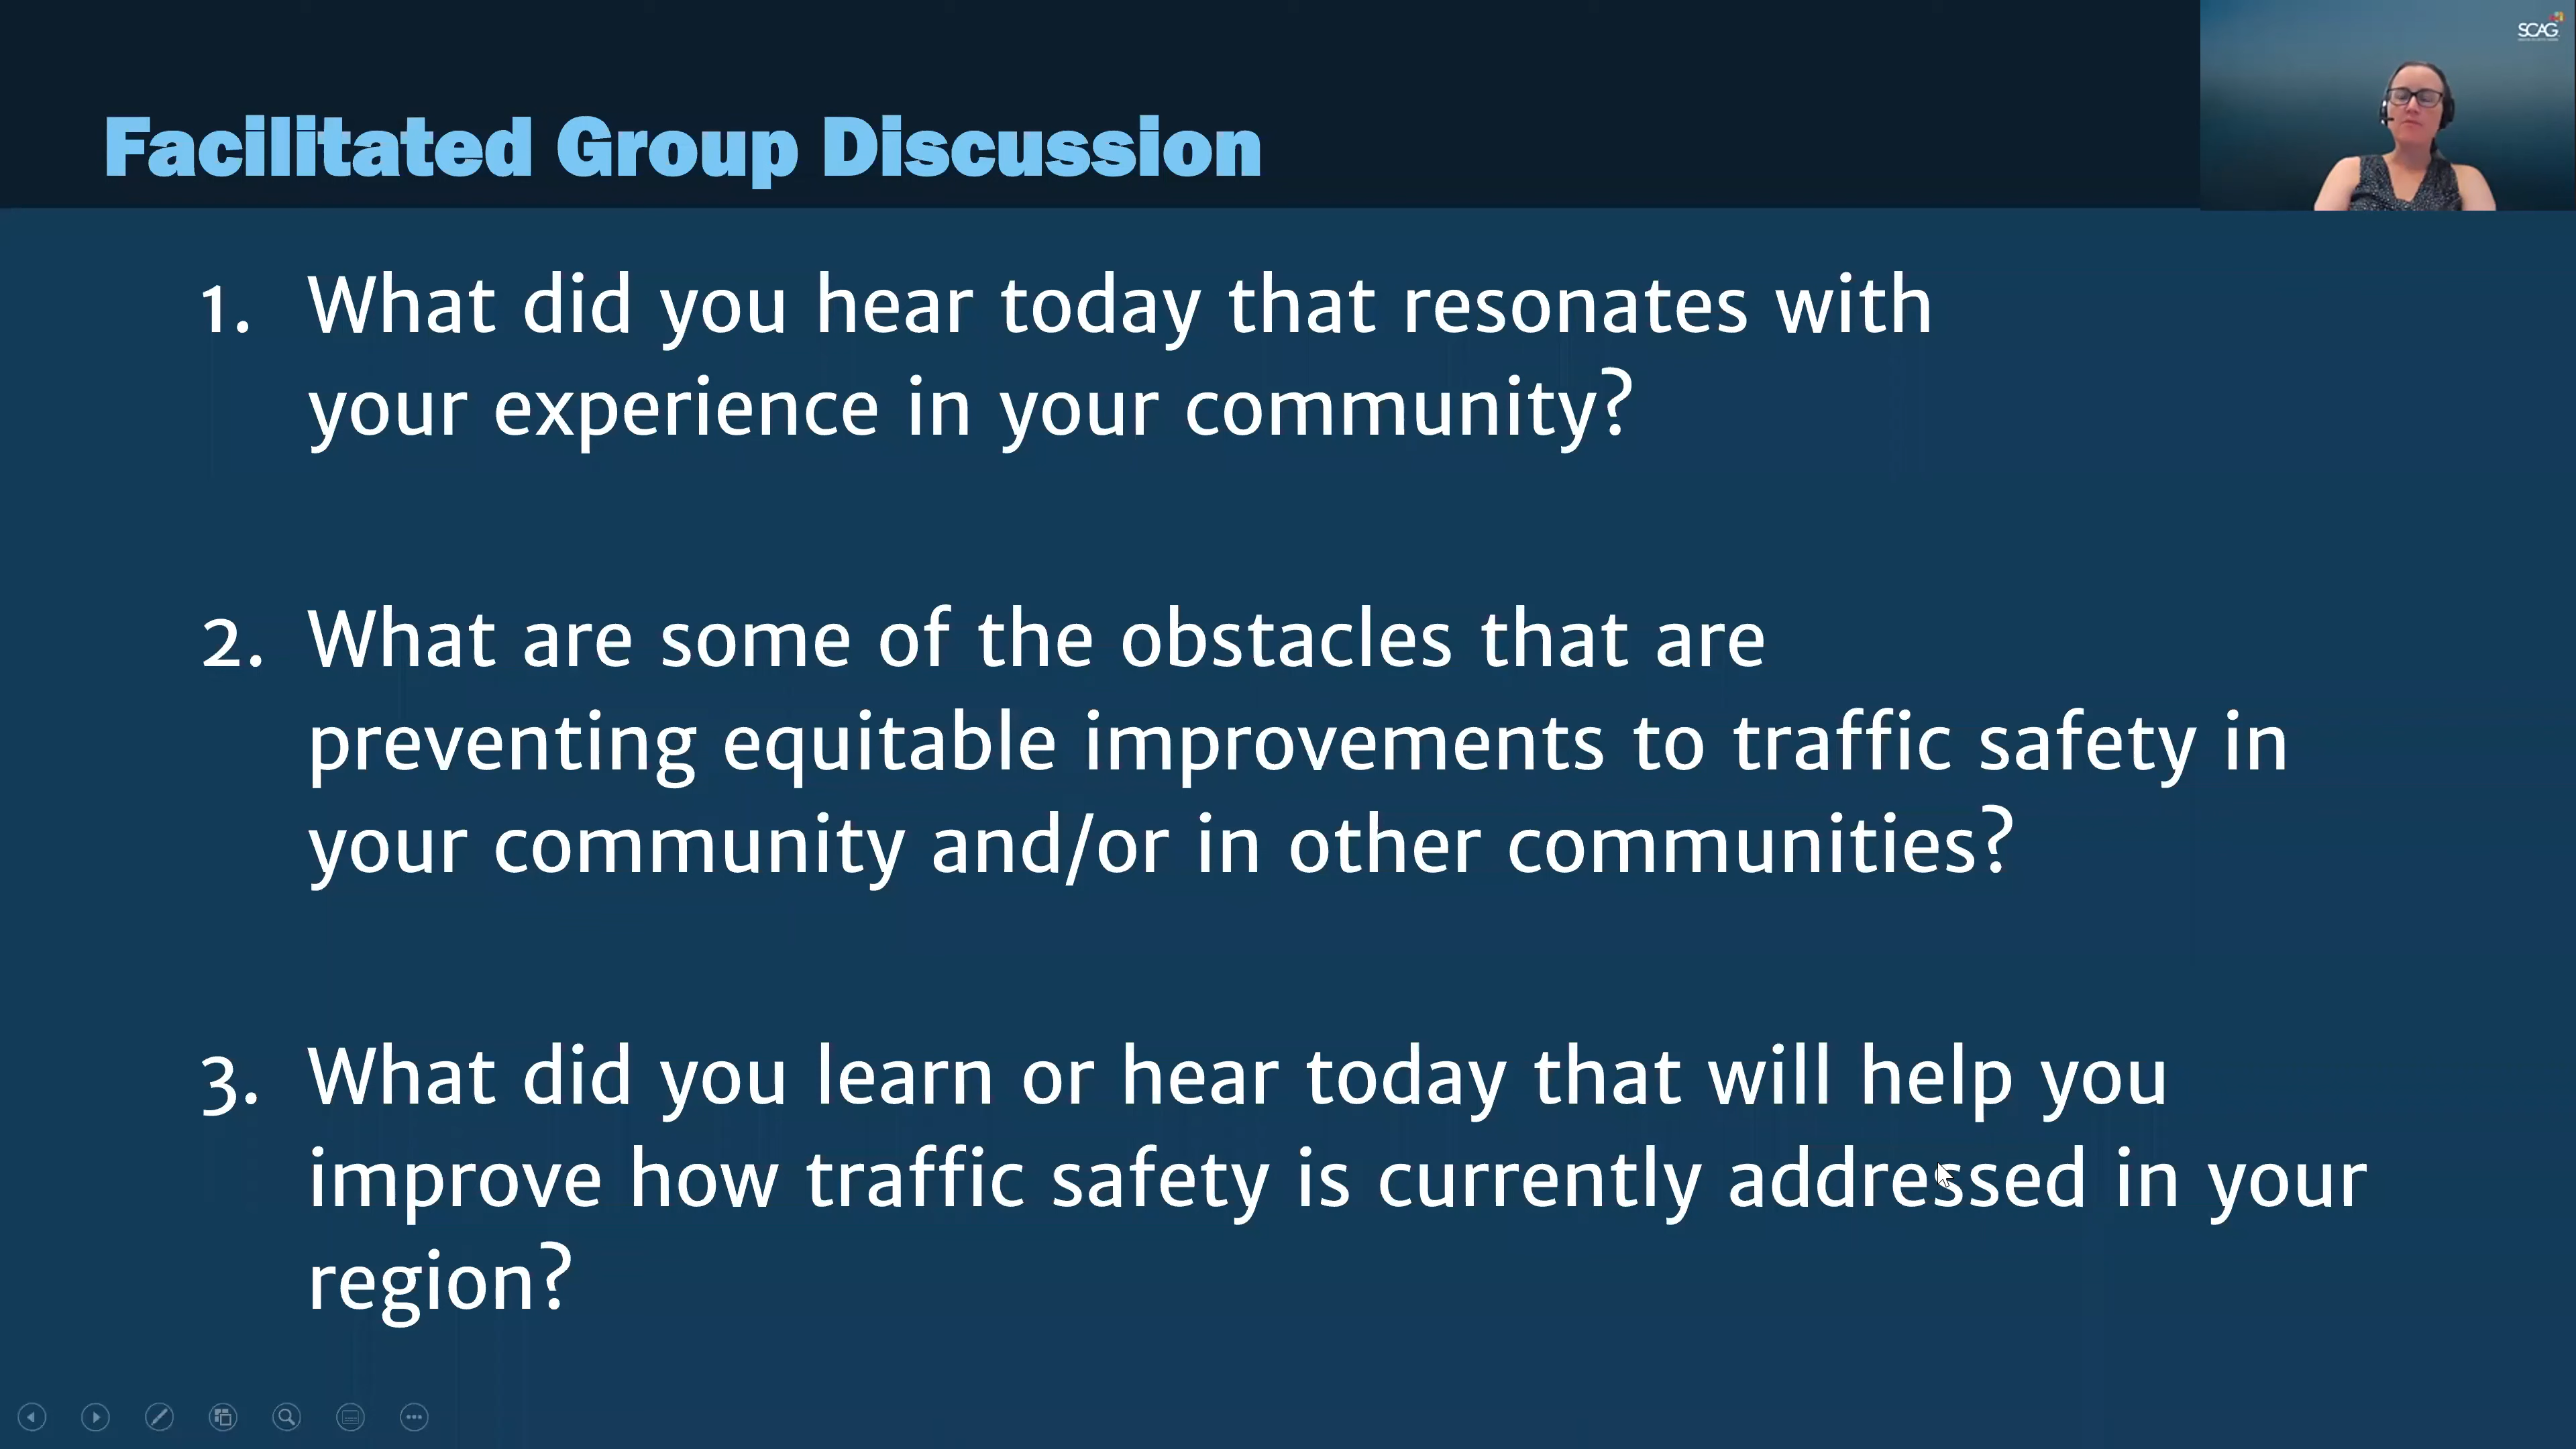 SCAG
Facilitated Group Discussion
1. What did you hear today that resonates with
your experience in your community?
2. What are some of the obstacles that are
preventing equitable improvements to traffic safety in
your community and/or in other communities?
3. What did you learn or hear today that will help you
improve how traffic safety is currently addressed in your
region?